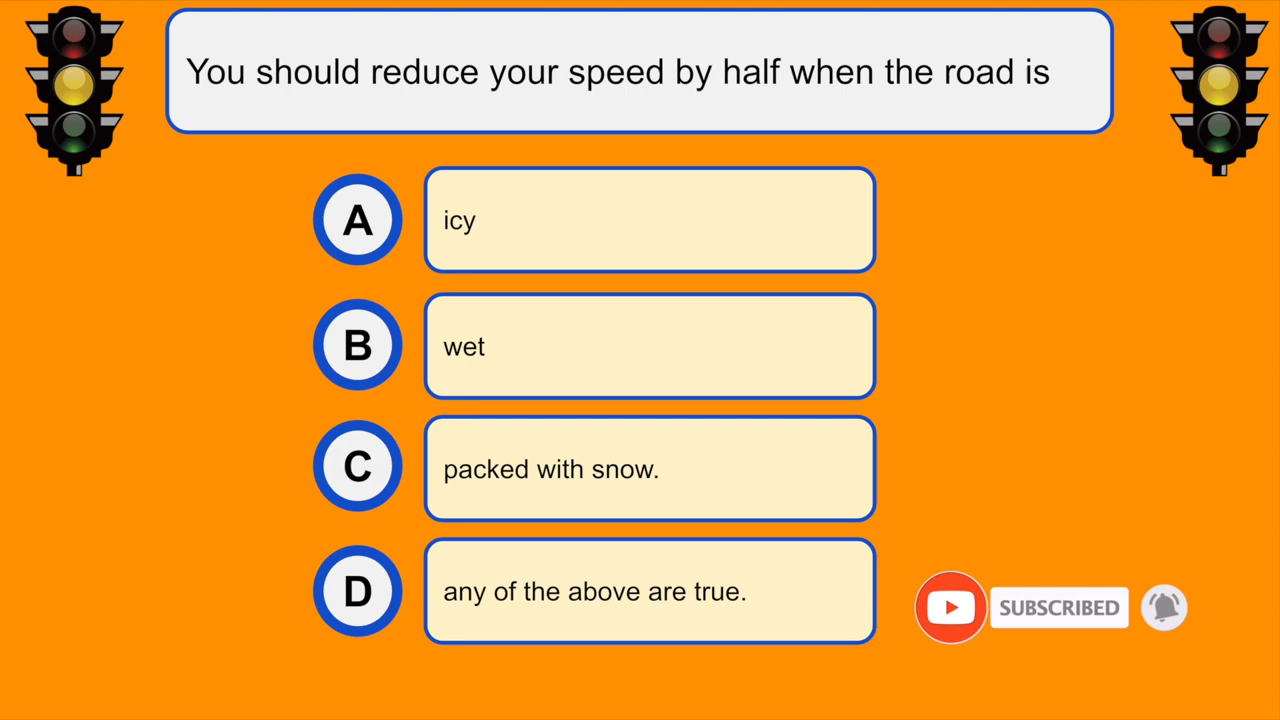 You should reduce your speed by half when the road is
A
icy
B
wet
C
packed with snow.
D
any of the above are true.
SUBSCRIBED